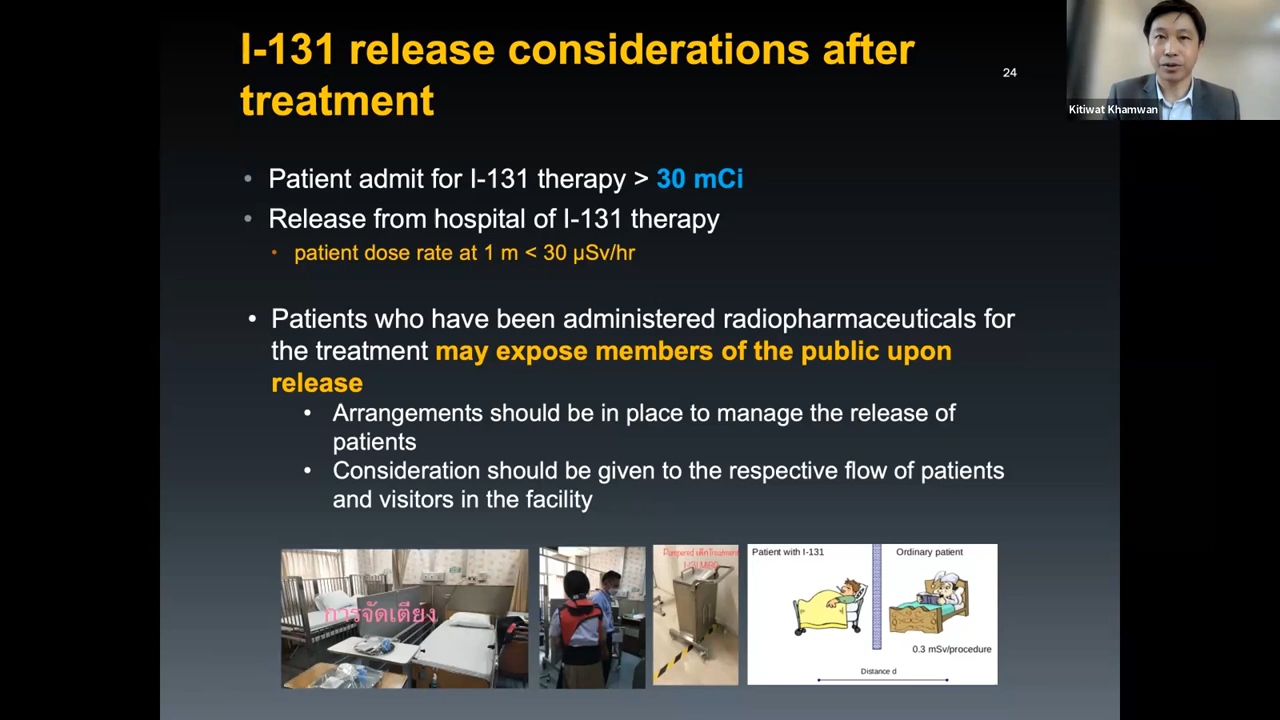 I-131 release considerations after
treatment
24
Kitiwat Khamwan
• Patient admit for I-131 therapy > 30 mCi
• Release from hospital of I-131 therapy
• patient dose rate at 1 m < 30 µSv/hr
• Patients who have been administered radiopharmaceuticals for
the treatment may expose members of the public upon
release
• Arrangements should be in place to manage the release of
patients
• Consideration should be given to the respective flow of patients
and visitors in the facility
การจัดเตียง
Patient with I-131
Ordinary patient
0.3 mSv/procedure
Distance d